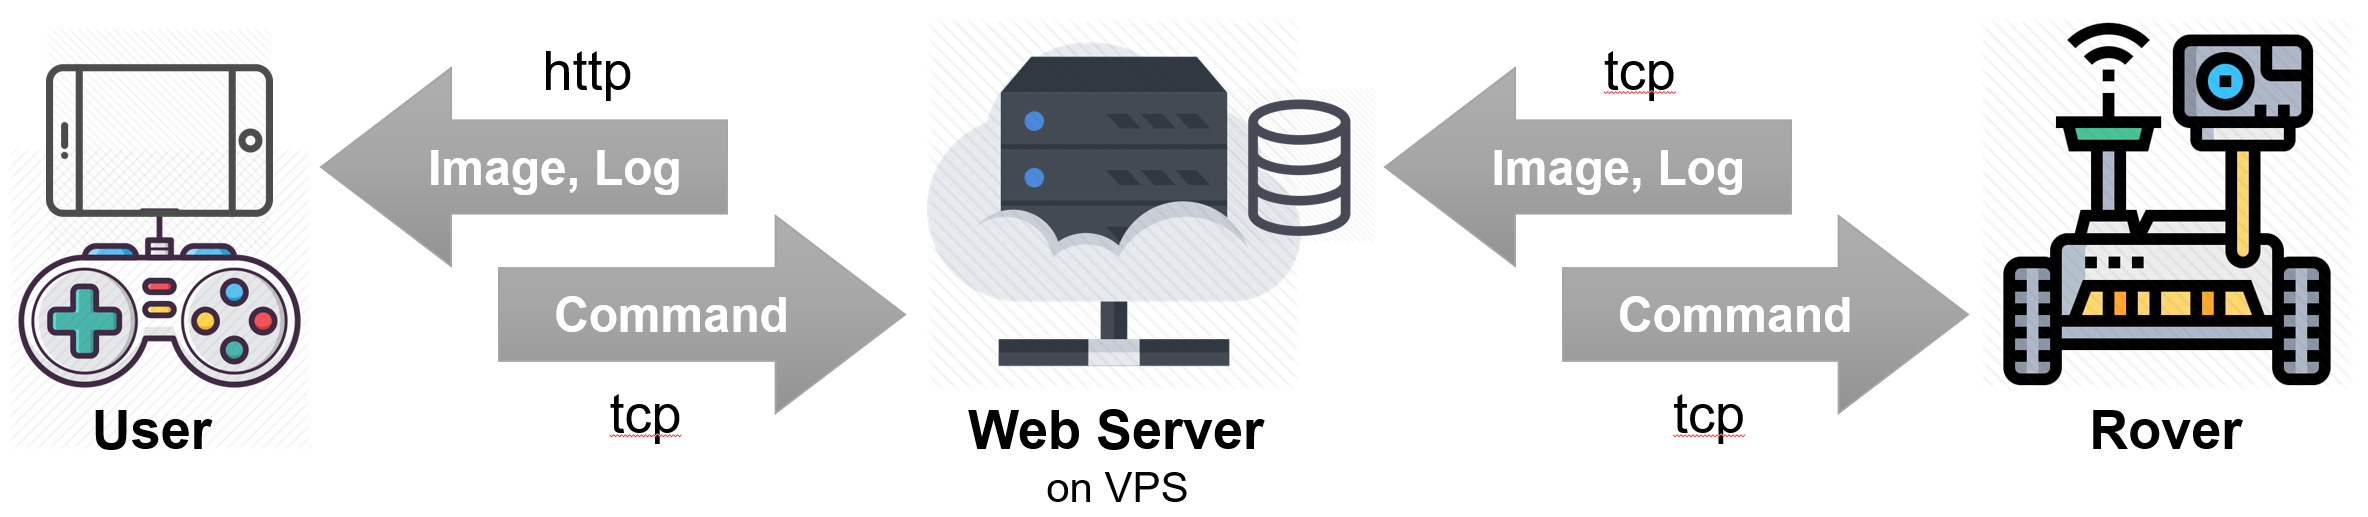 http
Image, Log
Command
tcp
User
Web Server
on VPS
tcp
Image, Log
Command
tcp
Rover